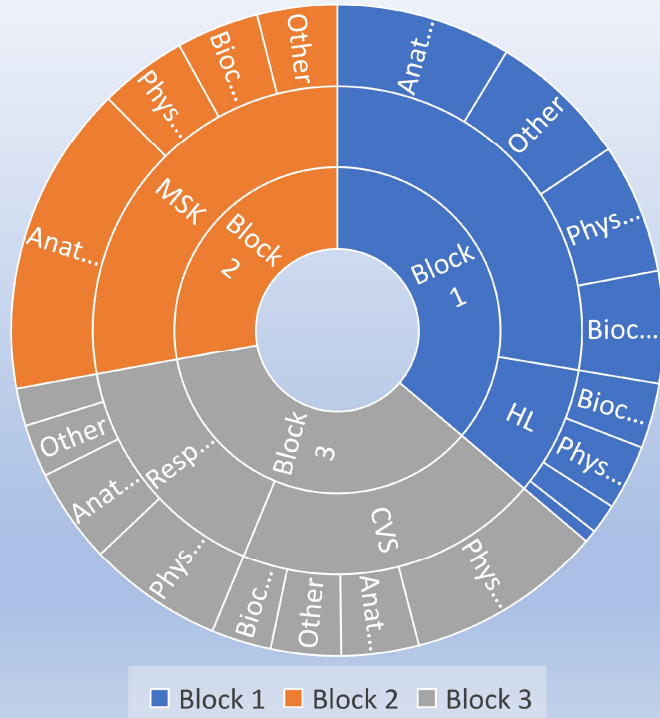 Anat...
Other
Phys...
Bioc...
Bioc...
Phys...
Block
1
HL
Phys...
Anat...
Other
Bioc...
CVS
Block
3
Resp...
Phys...
Anat...
Other
Block
2
MSK
Anat...
Phys...
Bioc...
Other
Block 1 Block 2 Block 3